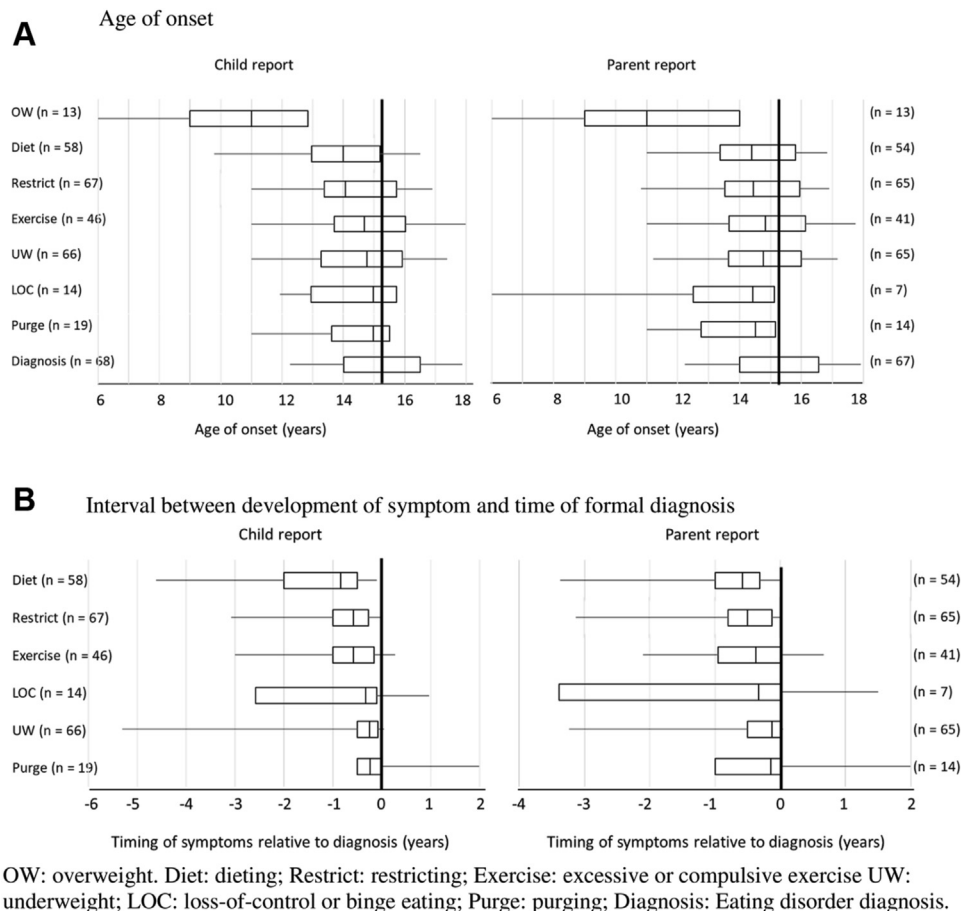 A
Age of onset
Child report
Parent report
OW (n = 13)
(n = 13)
Diet (n = 58)
(n = 54)
Restrict (n = 67)
(n = 65)
Exercise (n = 46)
(n = 41)
UW (n = 66)
(n = 65)
LOC (n = 14)
(n = 7)
Purge (n = 19)
(n = 14)
Diagnosis (n = 68)
(n = 67)
6 8 10 12 14 16 18
6 8 10 12 14 16 18
Age of onset (years)
Age of onset (years)
B
Interval between development of symptom and time of formal diagnosis
Child report
Parent report
Diet (n = 58)
(n = 54)
Restrict (n = 67)
(n = 65)
Exercise (n = 46)
(n = 41)
LOC (n = 14)
(n = 7)
UW (n = 66)
(n = 65)
Purge (n = 19)
(n = 14)
-6 -5 -4 -3 -2 -1 0 1 2
-4 -3 -2 -1 0 1 2
Timing of symptoms relative to diagnosis (years)
Timing of symptoms relative to diagnosis (years)
OW: overweight. Diet: dieting; Restrict: restricting; Exercise: excessive or compulsive exercise UW:
underweight; LOC: loss-of-control or binge eating; Purge: purging; Diagnosis: Eating disorder diagnosis.